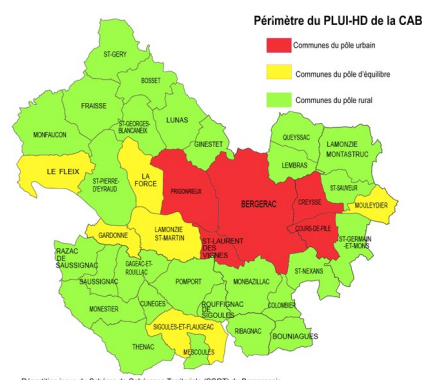 Périmètre du PLUI-HD de la CAB
Communes du pôle urbain
Communes du pôle d'équilibre
Communes du pôle rural
ST-GERY
BOSSET
FRAISSE
ST-GEORGES-
BLANCANEIX
LUNAS
MONFAUCON
GINESTET
QUEYSSAC
LAMONZIE
MONTASTRUC
LEMBRAS
LE FLEIX
ST-PIERRE-
D'EYRAUD
LA
FORCE
PRIGONRIEUX
BERGERAC
CREYSSE
ST-SAUVEUR
MOULEYDIER
COURS-DE-PILE
GARDONNE
LAMONZIE
ST-MARTIN
ST-LAURENT
DES
VIGNES
ST-GERMAIN
-ET-MONS
RAZAC
DE
SAUSSIGNAC
GAGEAC-ET-
ROUILLAC
ST-NEXANS
SAUSSIGNAC
POMPORT
MONBAZILLAC
MONESTIER
CUNEGES
ROUFFIGNAC
DE
SIGOULES
COLOMBIER
SIGOULES-ET-FLAUGEAC
RIBAGNAC
BOUNIAGUES
THENAC
MESCOULES